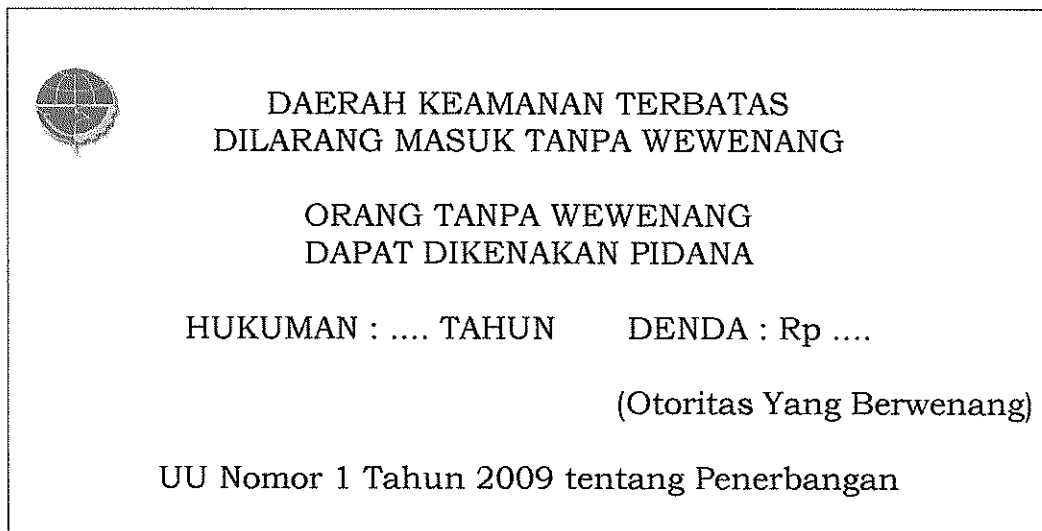 DAERAH KEAMANAN TERBATAS
DILARANG MASUK TANPA WEWENANG
ORANG TANPA WEWENANG
DAPAT DIKENAKAN PIDANA
HUKUMAN : .... TAHUN DENDA : Rp ....
(Otoritas Yang Berwenang)
UU Nomor 1 Tahun 2009 tentang Penerbangan